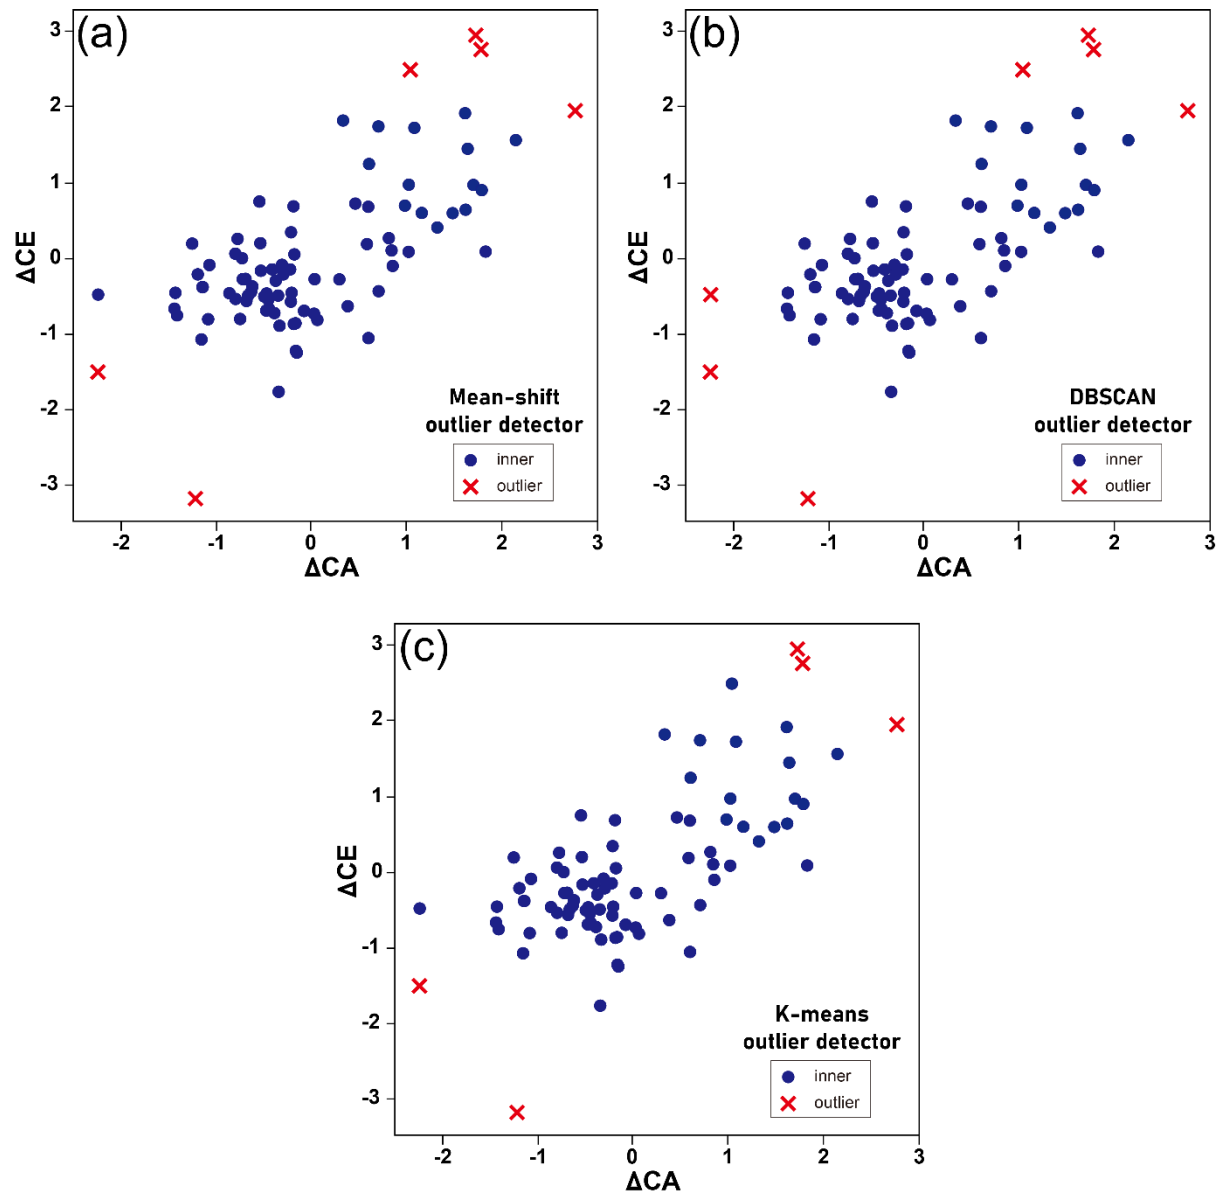 (a)
3
2
1
0
-1
-2
-3
ΔCE
Mean-shift
outlier detector
inner
outlier
-2
-1
0
1
2
3
ΔCA
(b)
3
2
1
0
-1
-2
-3
ΔCE
DBSCAN
outlier detector
inner
outlier
-2
-1
0
1
2
3
ΔCA
(c)
3
2
1
0
-1
-2
-3
ΔCE
K-means
outlier detector
inner
outlier
-2
-1
0
1
2
3
ΔCA